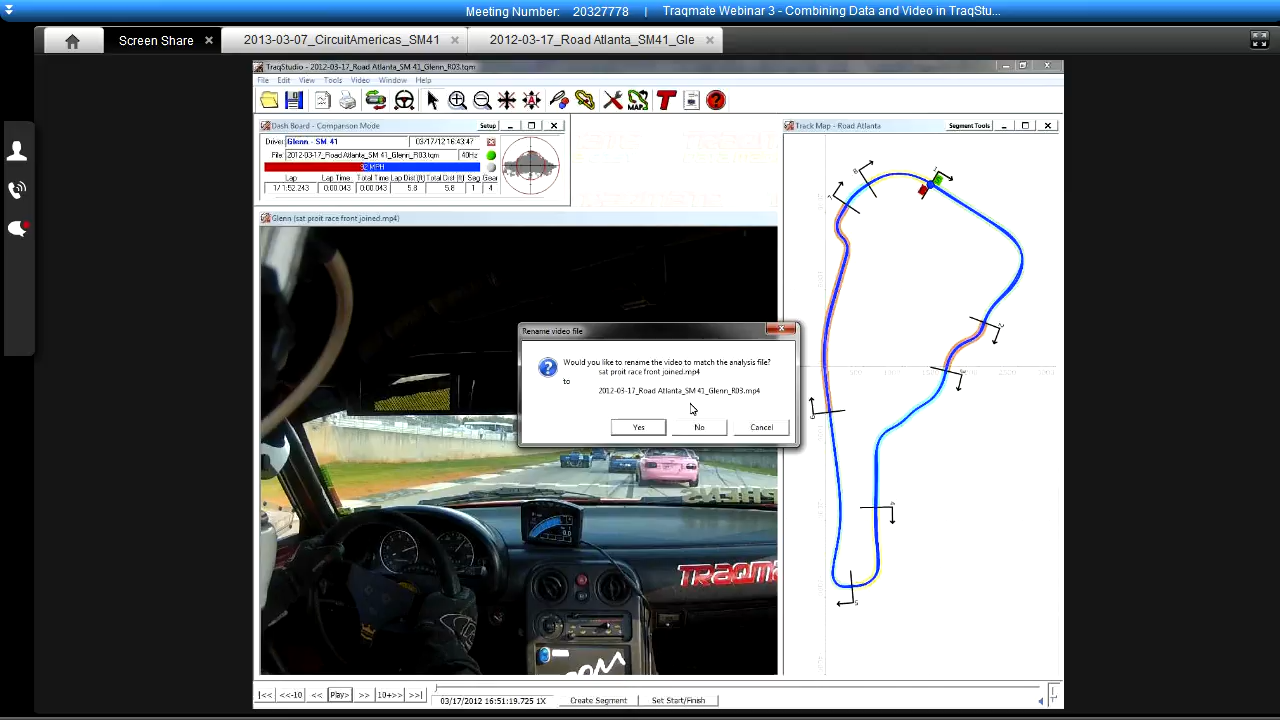 Meeting Number: 20327778 | Traqmate Webinar 3 - Combining Data and Video in TraqStu...
Screen Share
2013-03-07_CircuitAmericas_SM41
2012-03-17_Road Atlanta_SM41_Gle
TraqStudio - 2012-03-17_Road Atlanta_SM 41_Glenn_R03.tqm
File Edit View Tools Video Window Help
MAP
T
?
Dash Board - Comparison Mode Setup
Driver: Glenn - SM 41 03/17/12 16:43:47
File: 2012-03-17_Road Atlanta_SM 41_Glenn_R03.tqm 40Hz
92 MPH
Lap Lap Time Total Time Lap Dist (ft) Total Dist (ft) Seg Gear
1/ 1:52.243 0:00.043 0:00.043 5.8 5.8 1 4
Track Map - Road Atlanta Segment Tools
Glenn (sat proit race front joined.mp4)
Rename video file
Would you like to rename the video to match the analysis file?
sat proit race front joined.mp4
to
2012-03-17_Road Atlanta_SM 41_Glenn_R03.mp4
Yes No Cancel
|<< <<-10 << Play> >> 10+>> >>|
03/17/2012 16:51:19.725 1X
Create Segment
Set Start/Finish